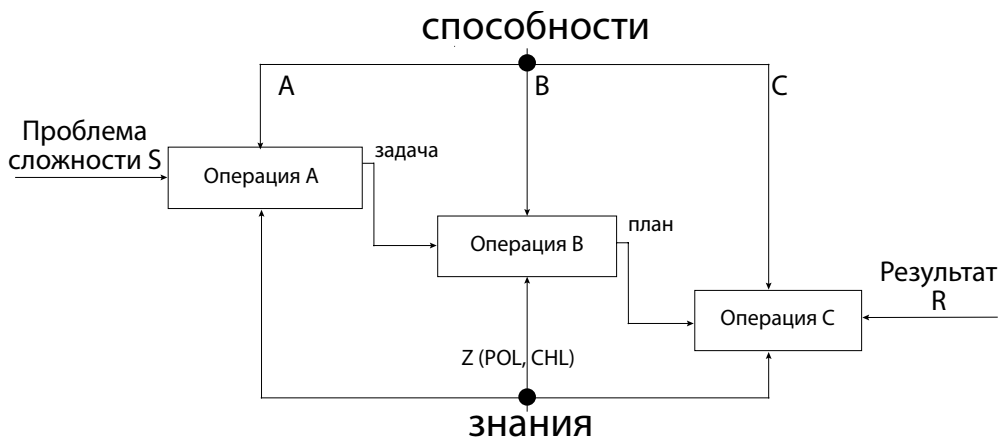 способности
A
B
C
Проблема
сложности S
задача
Операция A
план
Операция B
Результат
R
Операция C
Z (POL, CHL)
знания